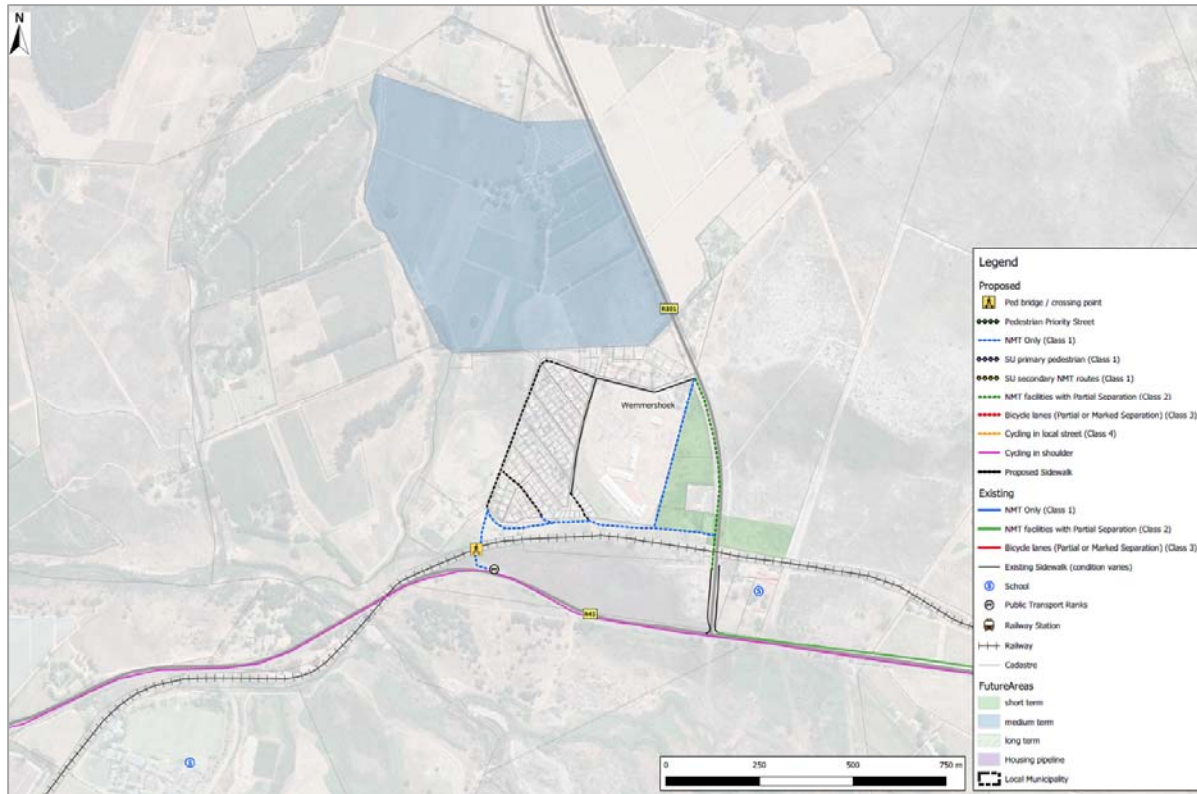 N
R301
Wemmershoek
R45
Legend
Proposed
Ped bridge / crossing point
Pedestrian Priority Street
NMT Only (Class 1)
SU primary pedestrian (Class 1)
SU secondary NMT routes (Class 1)
NMT facilities with Partial Separation (Class 2)
Bicycle lanes (Partial or Marked Separation) (Class 3)
Cycling in local street (Class 4)
Cycling in shoulder
Proposed Sidewalk
Existing
NMT Only (Class 1)
NMT facilities with Partial Separation (Class 2)
Bicycle lanes (Partial or Marked Separation) (Class 3)
Existing Sidewalk (condition varies)
School
Public Transport Ranks
Railway Station
Railway
Cadastre
FutureAreas
short term
medium term
long term
Housing pipeline
Local Municipality
0 250 500 750 m